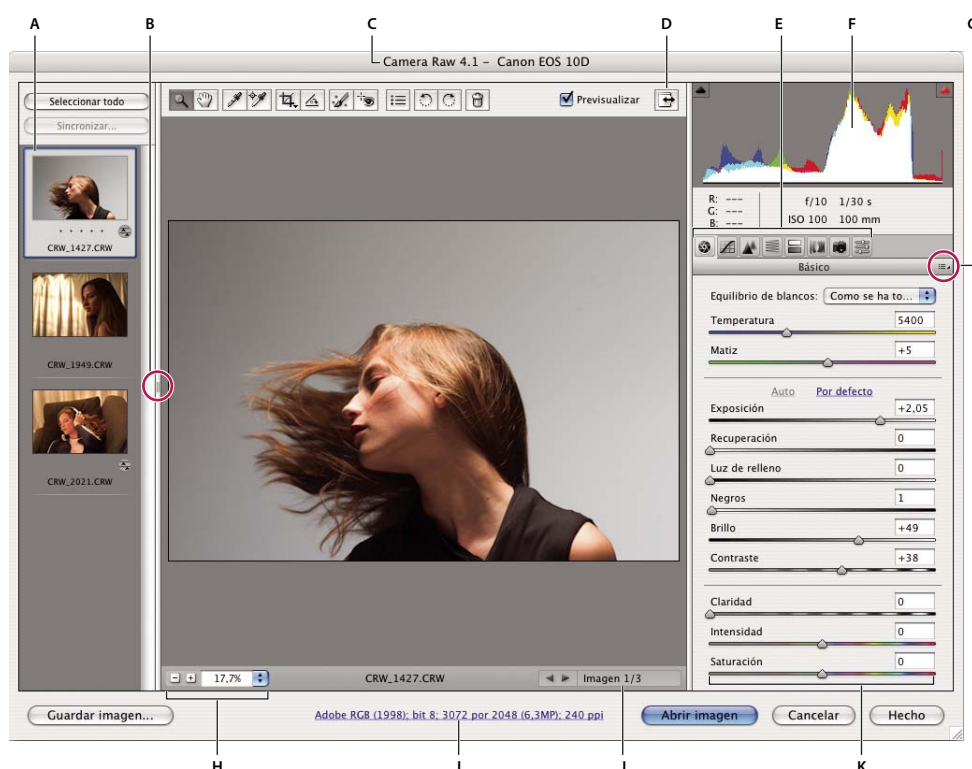 A
B
C
D
E
F
Camera Raw 4.1 – Canon EOS 10D
Seleccionar todo
Sincronizar...
Previsualizar
CRW_1427.CRW
CRW_1949.CRW
CRW_2021.CRW
R: ---
G: ---
B: ---
f/10 1/30 s
ISO 100 100 mm
Básico
Equilibrio de blancos: Como se ha to...
Temperatura 5400
Matiz +5
Auto Por defecto
Exposición +2,05
Recuperación 0
Luz de relleno 0
Negros 1
Brillo +49
Contraste +38
Claridad 0
Intensidad 0
Saturación 0
17,7%
CRW_1427.CRW
Imagen 1/3
Guardar imagen...
Adobe RGB (1998); bit 8; 3072 por 2048 (6,3MP); 240 ppi
Abrir imagen
Cancelar
Hecho
H
K